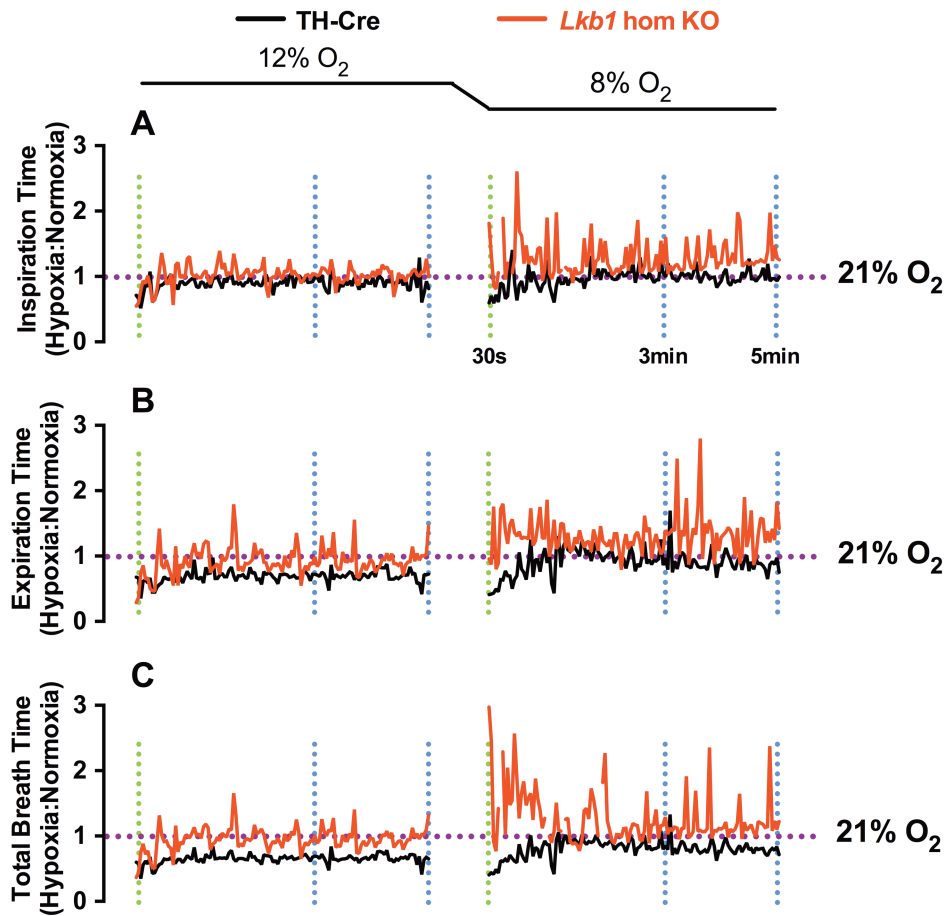 TH-Cre Lkb1 hom KO
12% O2
8% O2
A
Inspiration Time
(Hypoxia:Normoxia)
3
2
1
0
21% O2
30s 3min 5min
B
Expiration Time
(Hypoxia:Normoxia)
3
2
1
0
21% O2
C
Total Breath Time
(Hypoxia:Normoxia)
3
2
1
0
21% O2